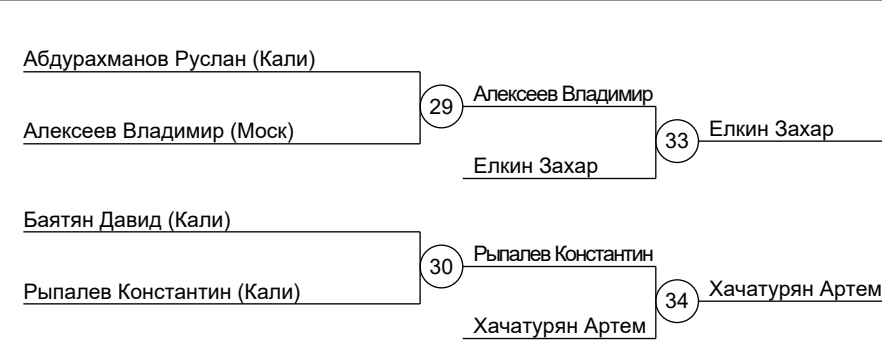 Абдурахманов Руслан (Кали)
Алексеев Владимир (Моск)
29
Алексеев Владимир
Елкин Захар
33
Елкин Захар
Баятян Давид (Кали)
Рыпалев Константин (Кали)
30
Рыпалев Константин
Хачатурян Артем
34
Хачатурян Артем